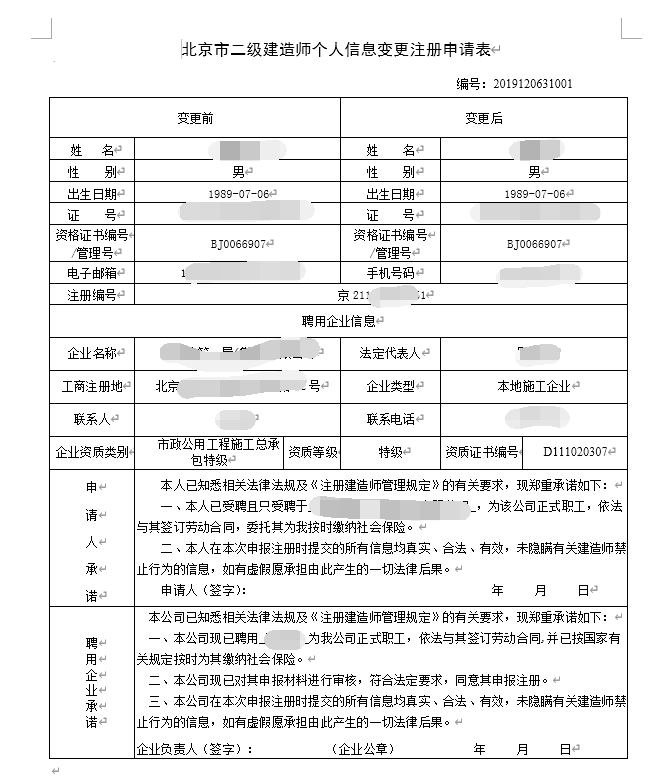 北京市二级建造师个人信息变更注册申请表
编号：2019120631001
变更前 变更后
姓 名 姓 名
性 别 男 性 别 男
出生日期 1989-07-06 出生日期 1989-07-06
证 号 证 号
资格证书编号 BJ0066907 资格证书编号 BJ0066907
/管理号 /管理号
电子邮箱 1 手机号码
注册编号 京 211
聘用企业信息
企业名称 法定代表人
工商注册地 北京 号 企业类型 本地施工企业
联系人 联系电话
企业资质类别 市政公用工程施工总承 资质等级 特级 资质证书编号 D111020307
包特级
申请人承诺
本人已知悉相关法律法规及《注册建造师管理规定》的有关要求，现郑重承诺如下：
一、本人已受聘且只受聘于 ，为该公司正式职工，依法
与其签订劳动合同，委托其为我按时缴纳社会保险。
二、本人在本次申报注册时提交的所有信息均真实、合法、有效，未隐瞒有关建造师禁
止行为的信息，如有虚假愿承担由此产生的一切法律后果。
申请人（签字）： 年 月 日
聘用企业承诺
本公司已知悉相关法律法规及《注册建造师管理规定》的有关要求，现郑重承诺如下：
一、本公司现已聘用 为我公司正式职工，依法与其签订劳动合同,并已按国家有
关规定按时为其缴纳社会保险。
二、本公司现已对其申报材料进行审核，符合法定要求，同意其申报注册。
三、本公司在本次申报注册时提交的所有信息均真实、合法、有效，未隐瞒有关建造师禁
止行为的信息，如有虚假愿承担由此产生的一切法律后果。
企业负责人（签字）： （企业公章） 年 月 日